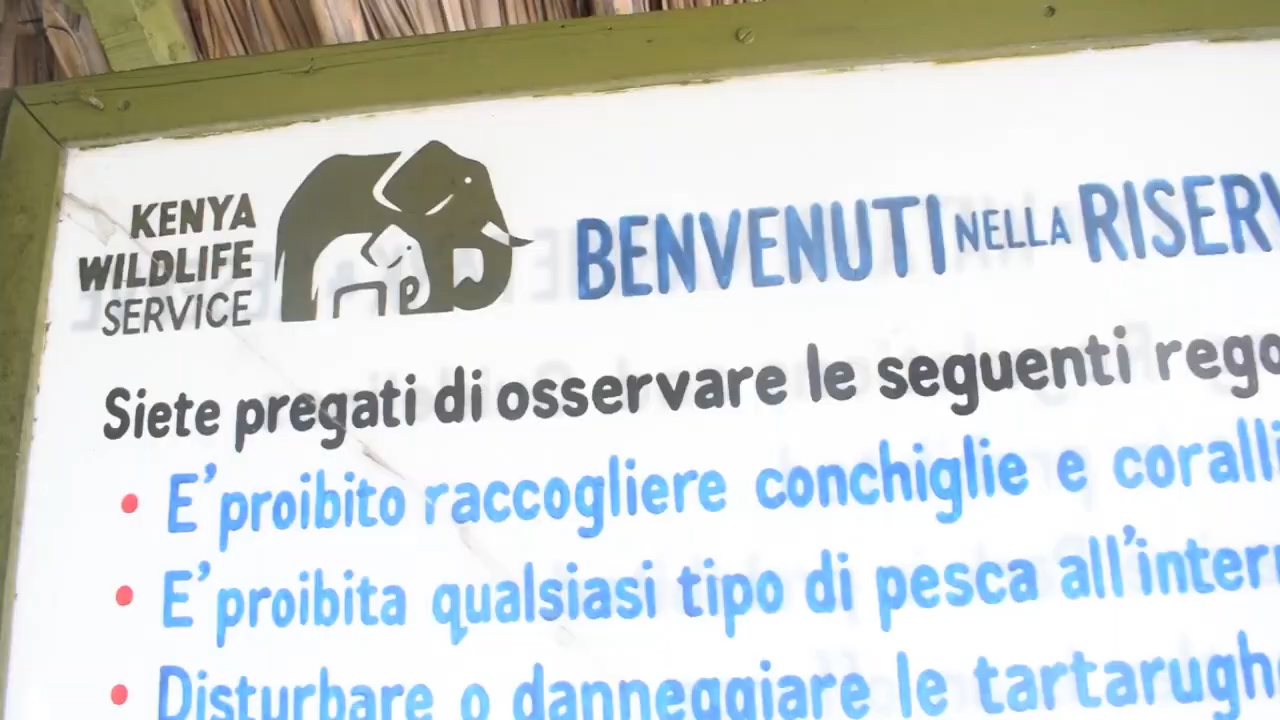 KENYA
WILDLIFE
SERVICE
BENVENUTI NELLA RISERV
Siete pregati di osservare le seguenti rego
• E' proibito raccogliere conchiglie e coralli
• E' proibita qualsiasi tipo di pesca all'intern
• Disturbare o danneggiare le tartarughe